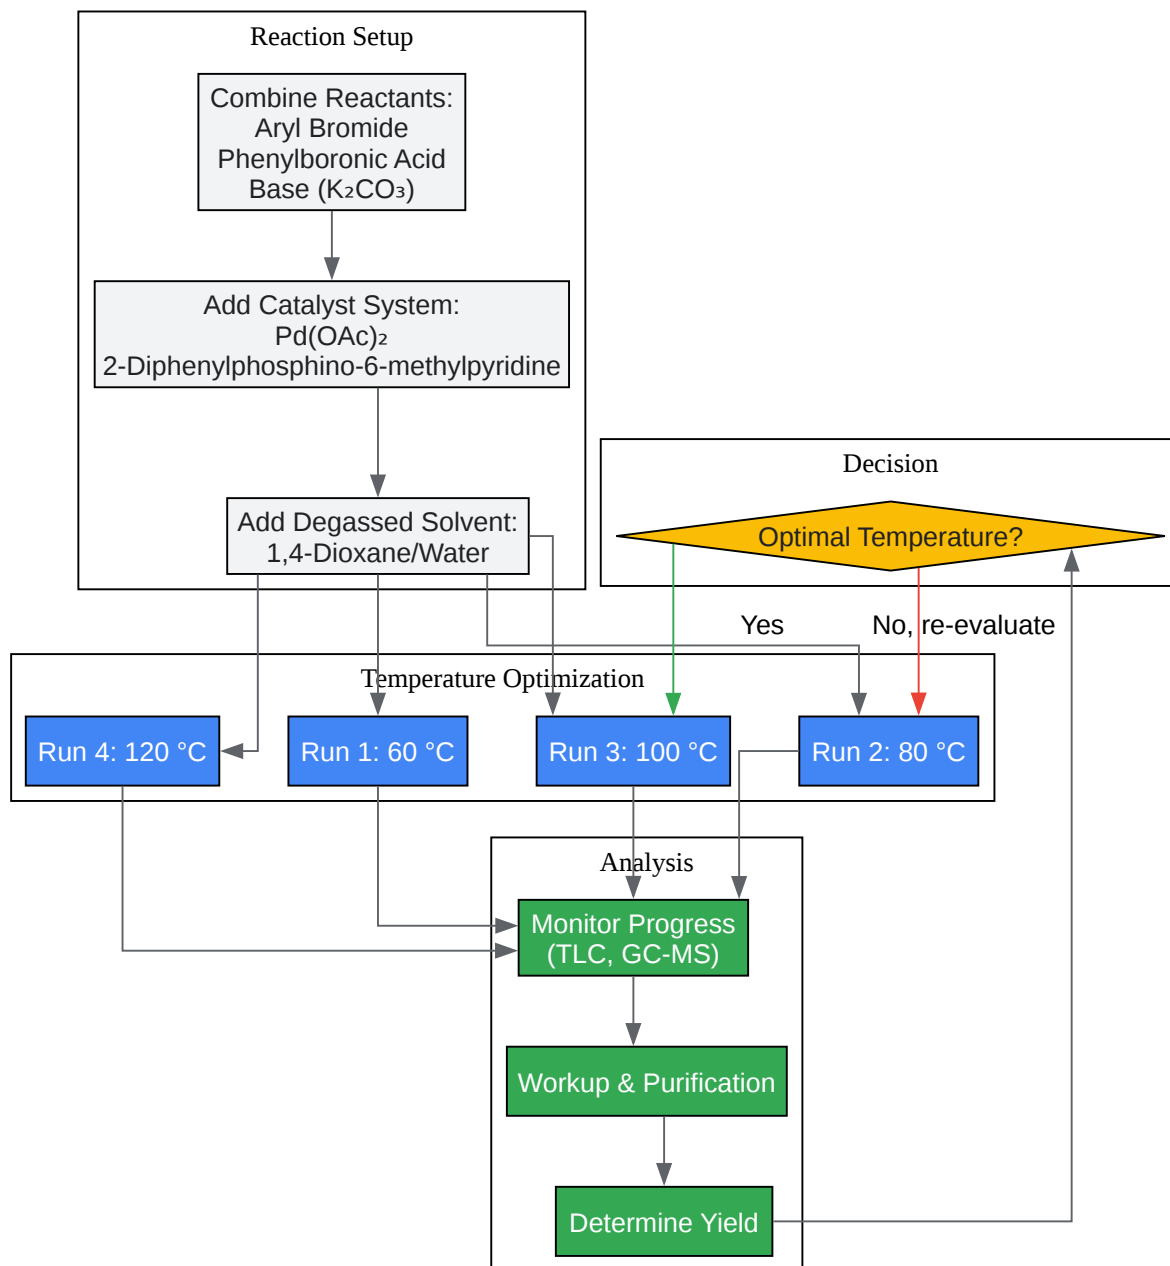 Reaction Setup
Combine Reactants:
Aryl Bromide
Phenylboronic Acid
Base (K₂CO₃)
Add Catalyst System:
Pd(OAc)₂
2-Diphenylphosphino-6-methylpyridine
Add Degassed Solvent:
1,4-Dioxane/Water
Decision
Optimal Temperature?
Yes
No, re-evaluate
Temperature Optimization
Run 4: 120 °C
Run 1: 60 °C
Run 3: 100 °C
Run 2: 80 °C
Analysis
Monitor Progress
(TLC, GC-MS)
Workup & Purification
Determine Yield